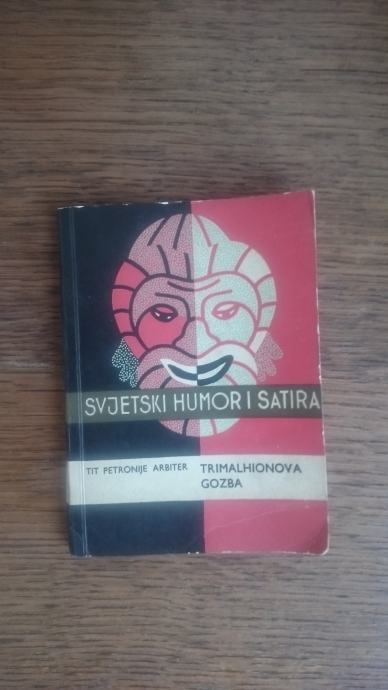 SVJETSKI HUMOR I SATIRA
TIT PETRONIJE ARBITER TRIMALHIONOVA
GOZBA